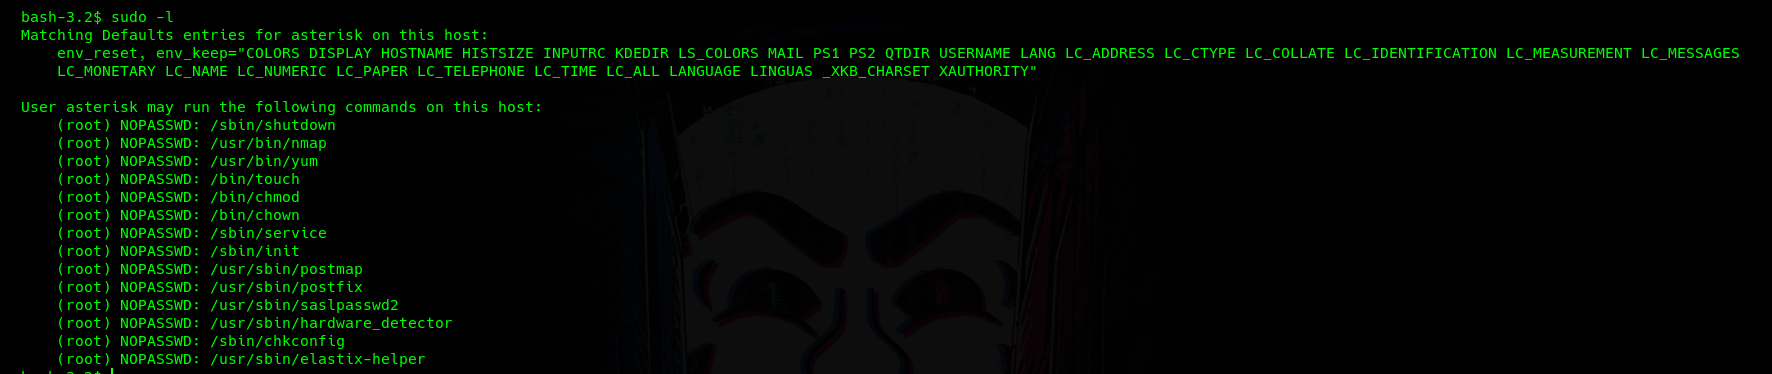 bash-3.2$ sudo -l
Matching Defaults entries for asterisk on this host:
env_reset, env_keep="COLORS DISPLAY HOSTNAME HISTSIZE INPUTRC KDEDIR LS_COLORS MAIL PS1 PS2 QTDIR USERNAME LANG LC_ADDRESS LC_CTYPE LC_COLLATE LC_IDENTIFICATION LC_MEASUREMENT LC_MESSAGES
LC_MONETARY LC_NAME LC_NUMERIC LC_PAPER LC_TELEPHONE LC_TIME LC_ALL LANGUAGE LINGUAS _XKB_CHARSET XAUTHORITY"
User asterisk may run the following commands on this host:
(root) NOPASSWD: /sbin/shutdown
(root) NOPASSWD: /usr/bin/nmap
(root) NOPASSWD: /usr/bin/yum
(root) NOPASSWD: /bin/touch
(root) NOPASSWD: /bin/chmod
(root) NOPASSWD: /bin/chown
(root) NOPASSWD: /sbin/service
(root) NOPASSWD: /sbin/init
(root) NOPASSWD: /usr/sbin/postmap
(root) NOPASSWD: /usr/sbin/postfix
(root) NOPASSWD: /usr/sbin/saslpasswd2
(root) NOPASSWD: /usr/sbin/hardware_detector
(root) NOPASSWD: /sbin/chkconfig
(root) NOPASSWD: /usr/sbin/elastix-helper